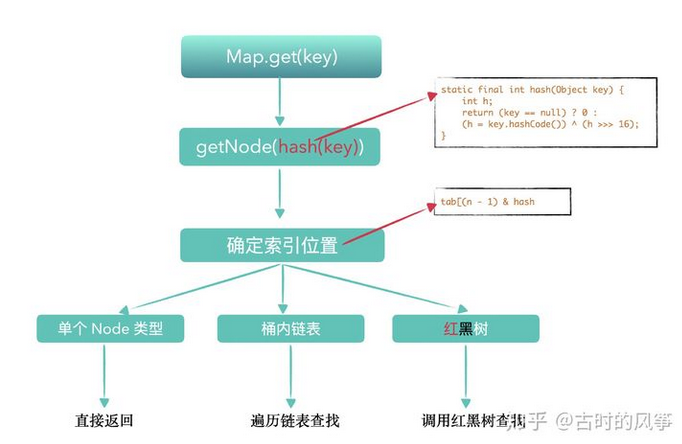 Map.get(key)
static final int hash(Object key) {
int h;
return (key == null) ? 0 :
(h = key.hashCode()) ^ (h >>> 16);
}
getNode(hash(key))
tab[(n - 1) & hash
确定索引位置
单个 Node 类型
桶内链表
红黑树
直接返回
遍历链表查找
调用红黑树查找
知乎 @古时的风筝